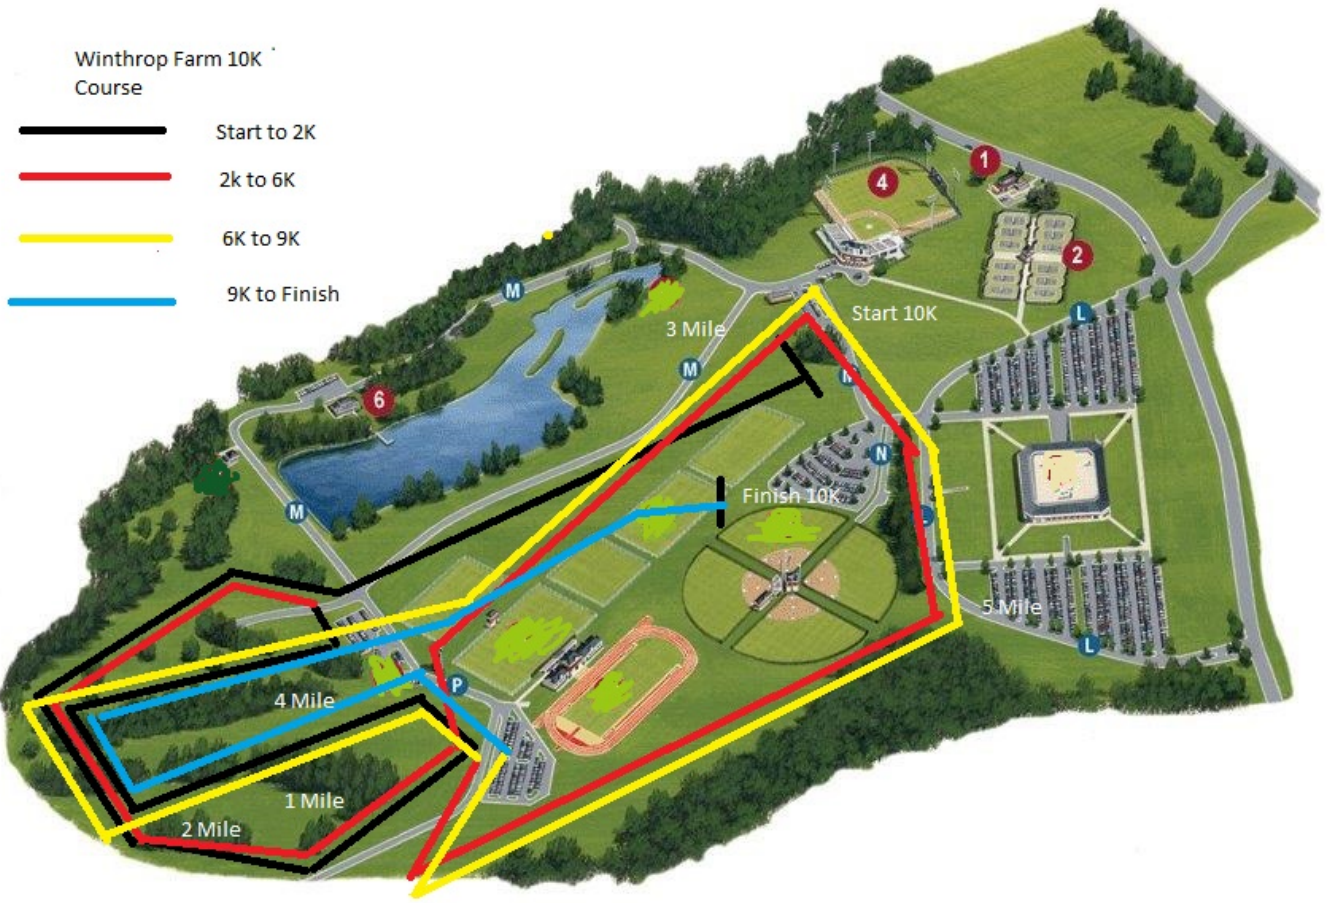 Winthrop Farm 10K
Course
Start to 2K
2k to 6K
6K to 9K
9K to Finish
1
4
2
M
L
3 Mile
Start 10K
M
M
6
N
Finish 10K
M
L
5 Mile
L
P
4 Mile
1 Mile
2 Mile